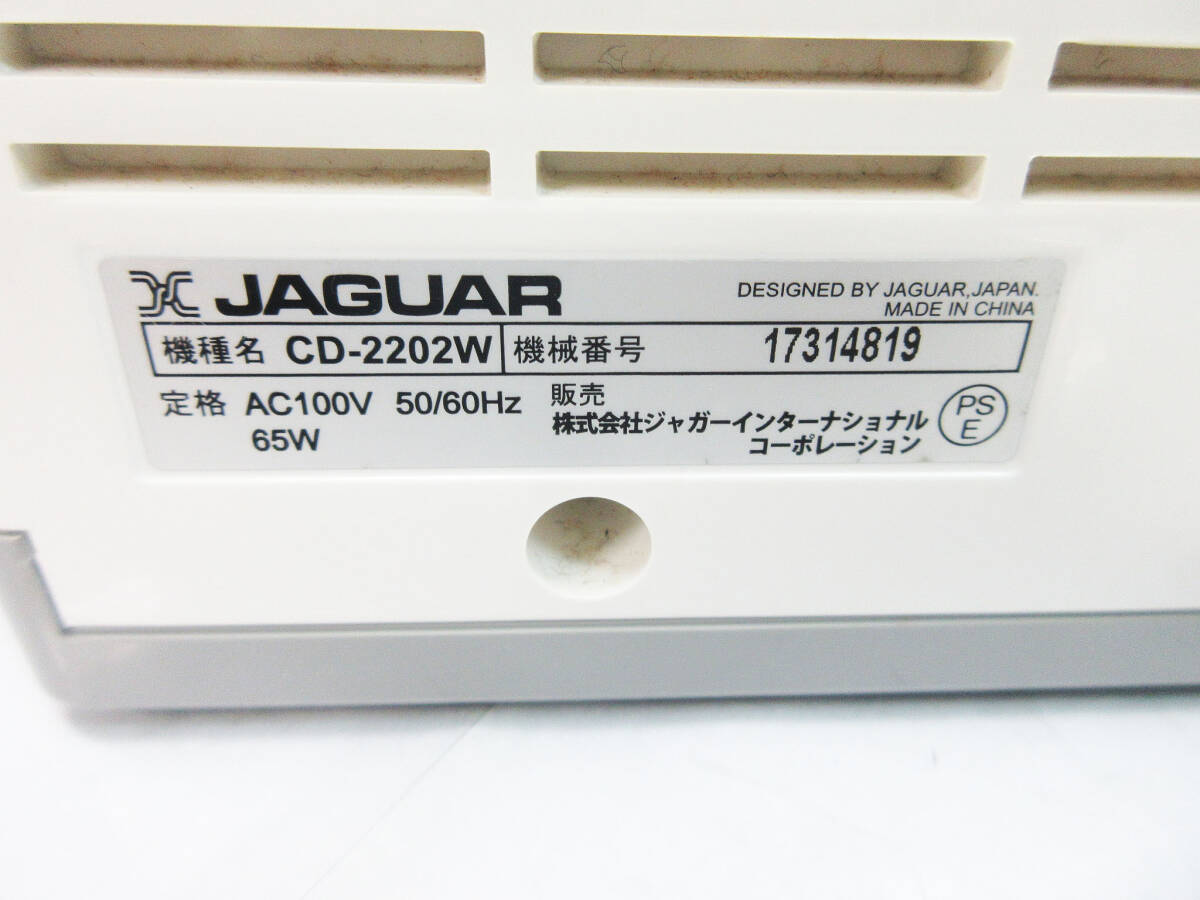 JAGUAR
DESIGNED BY JAGUAR,JAPAN.
MADE IN CHINA
機種名 CD-2202W 機械番号 17314819
定格 AC100V 50/60Hz
65W
販売
株式会社ジャガーインターナショナル
コーポレーション
PS
E